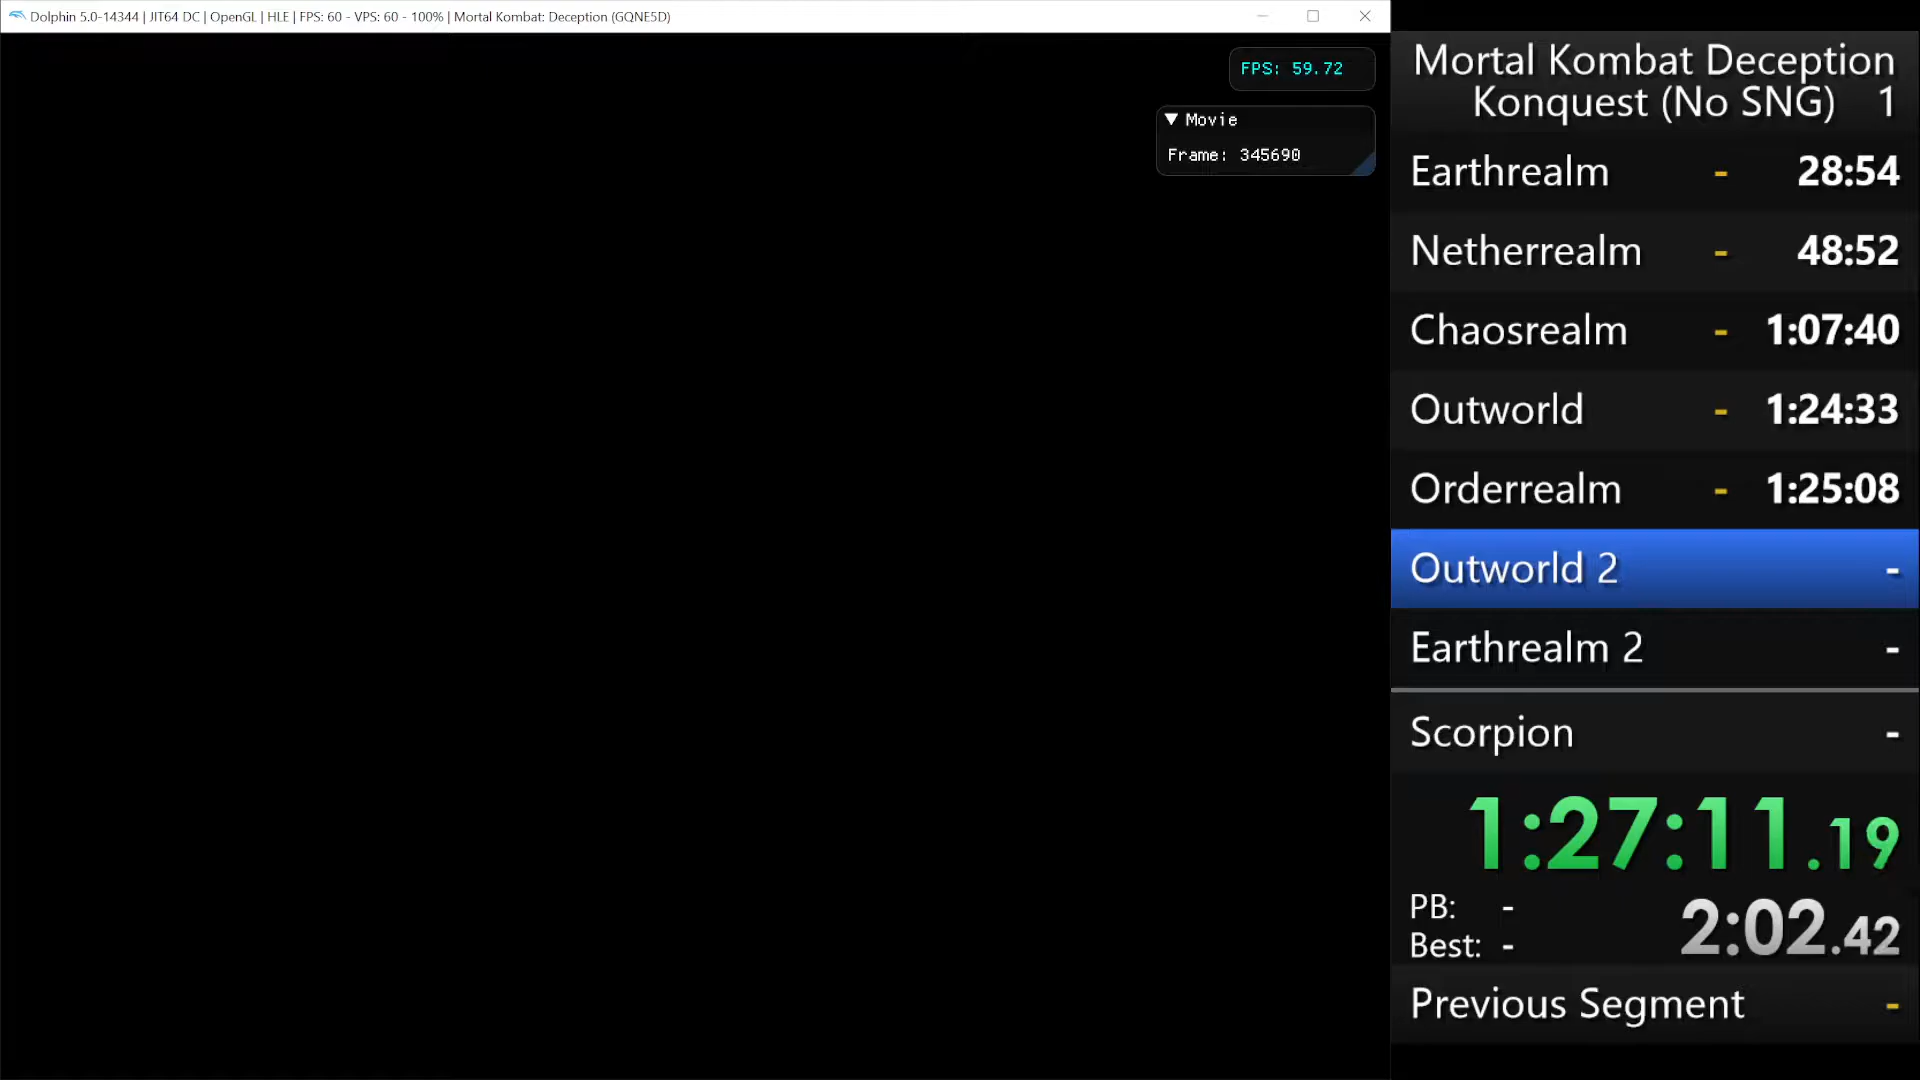 Dolphin 5.0-14344 | JIT64 DC | OpenGL | HLE | FPS: 60 - VPS: 60 - 100% | Mortal Kombat: Deception (GQNE5D)
FPS: 59.72
▼ Movie
Frame: 345690
Mortal Kombat Deception
Konquest (No SNG) 1
Earthrealm - 28:54
Netherrealm - 48:52
Chaosrealm - 1:07:40
Outworld - 1:24:33
Orderrealm - 1:25:08
Outworld 2 -
Earthrealm 2 -
Scorpion -
1:27:11.19
PB: -
Best: -
2:02.42
Previous Segment -